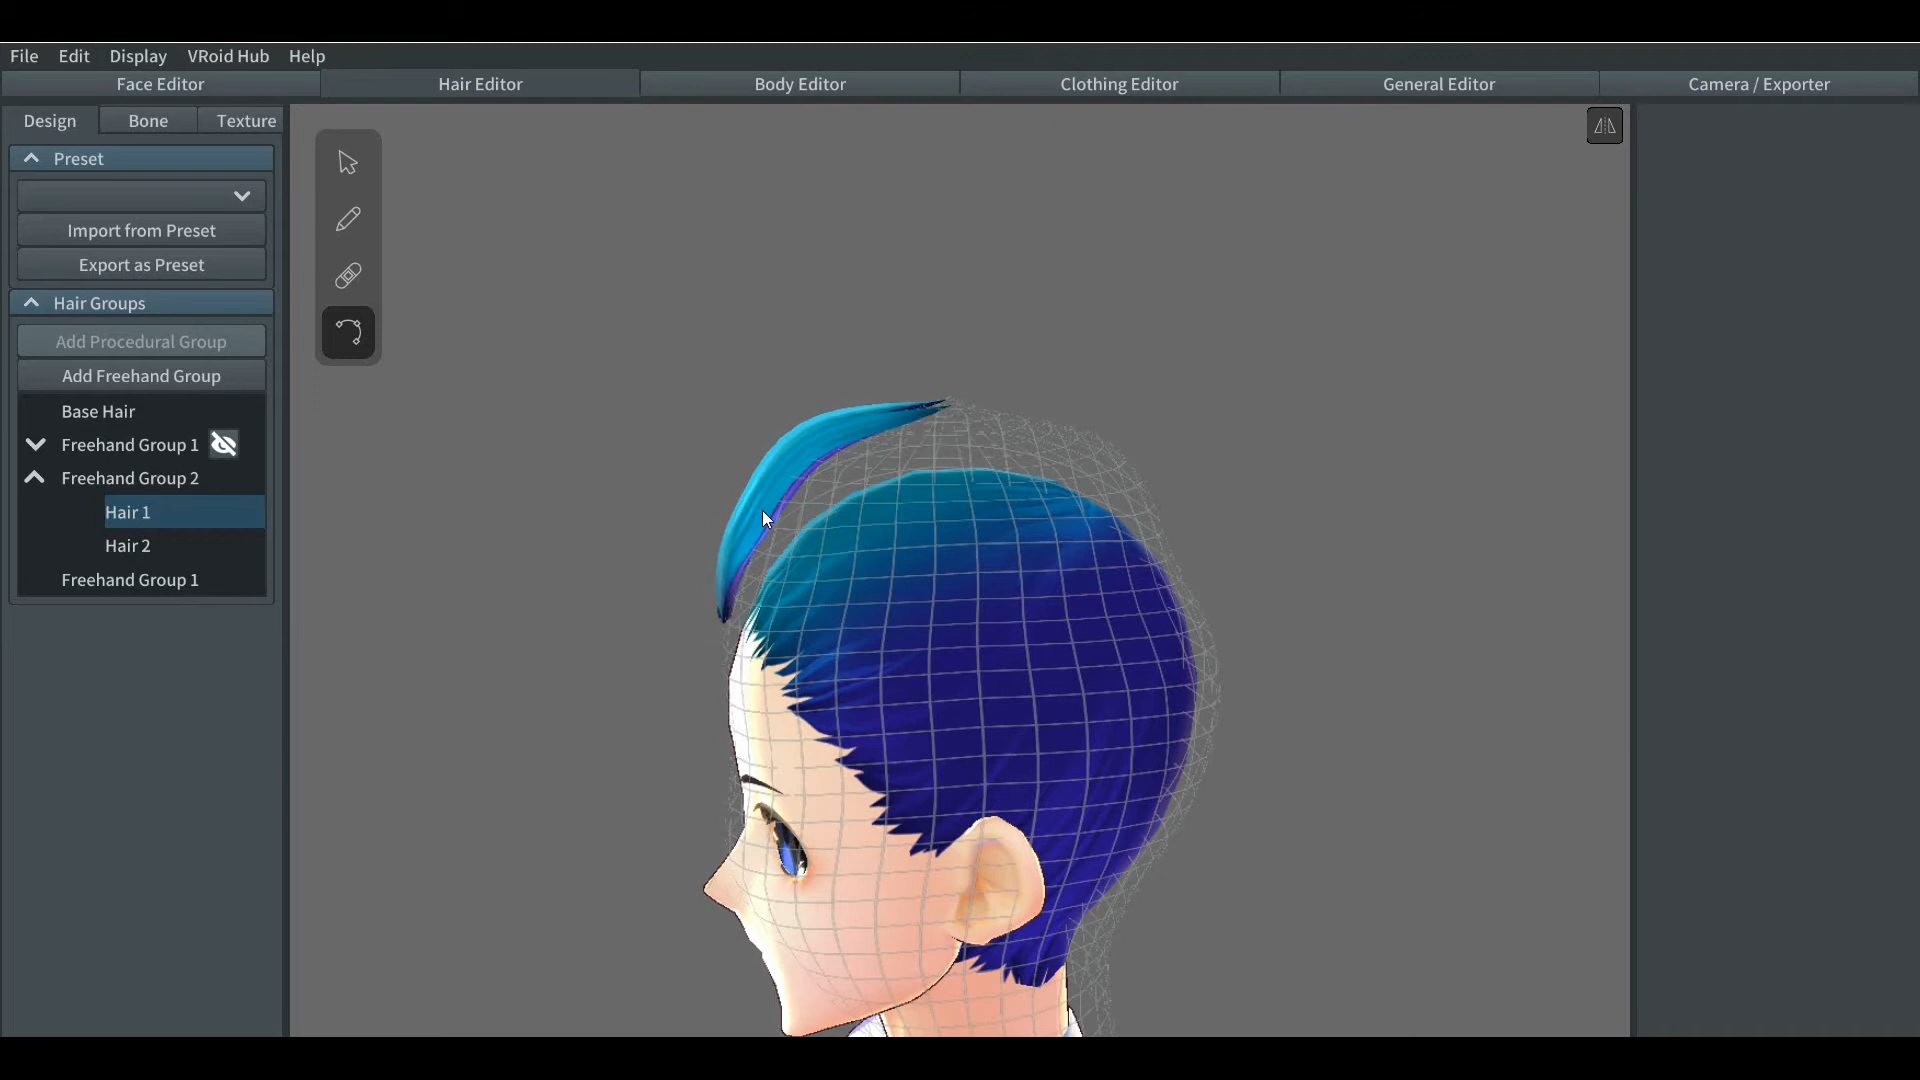 File Edit Display VRoid Hub Help
Face Editor Hair Editor Body Editor Clothing Editor General Editor Camera / Exporter
Design Bone Texture
Preset
Import from Preset
Export as Preset
Hair Groups
Add Procedural Group
Add Freehand Group
Base Hair
Freehand Group 1
Freehand Group 2
Hair 1
Hair 2
Freehand Group 1